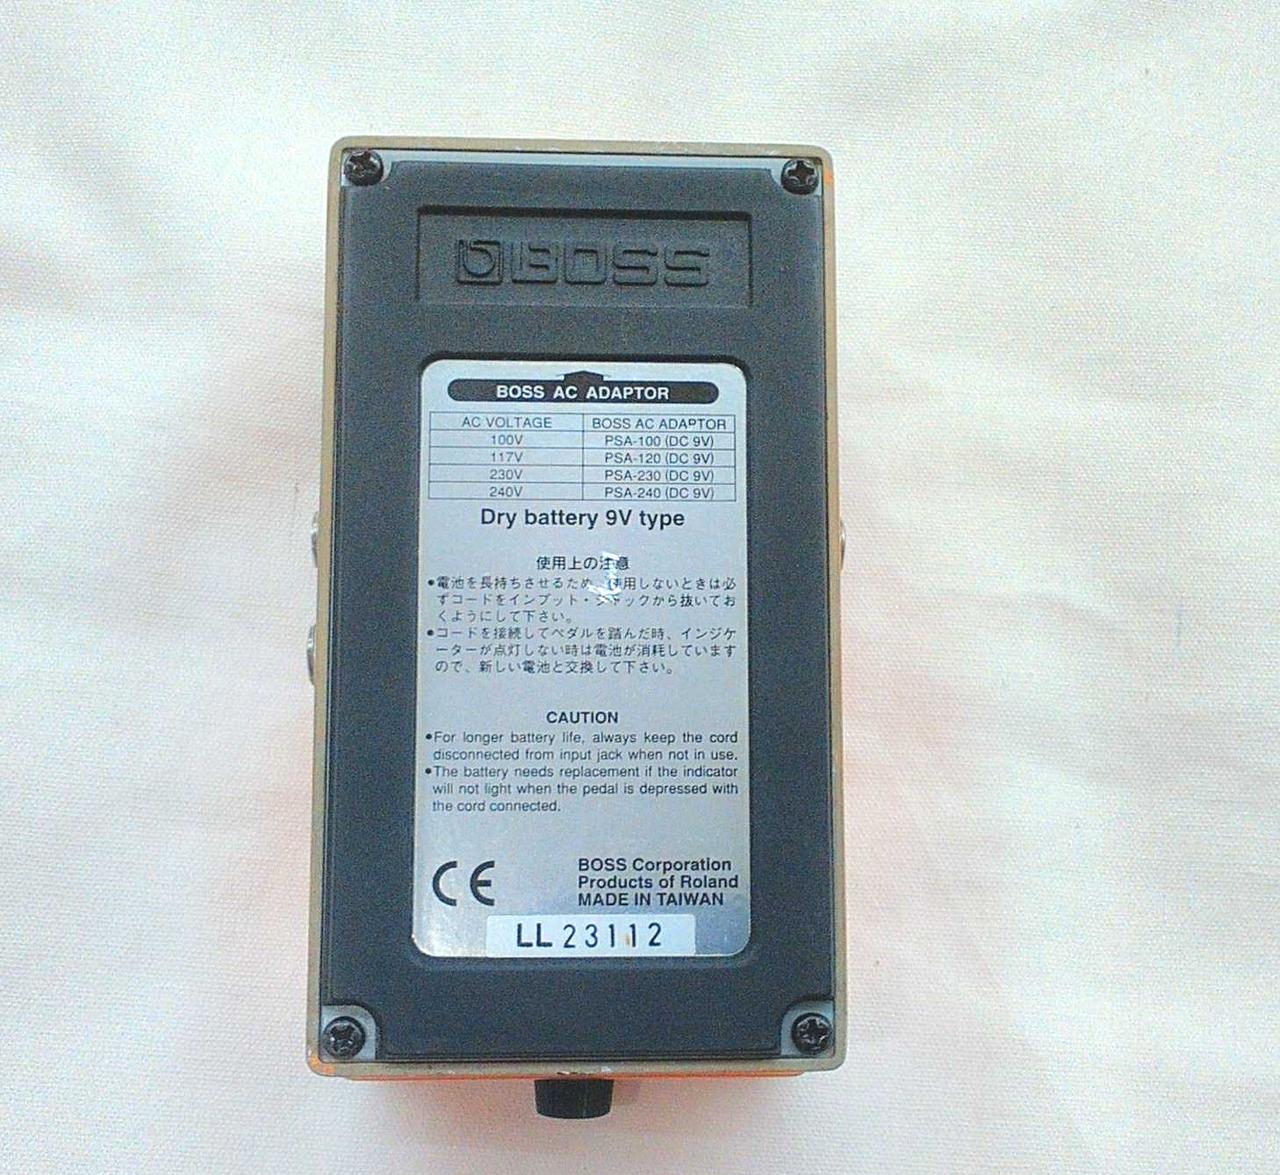 BOSS
BOSS AC ADAPTOR
AC VOLTAGE BOSS AC ADAPTOR
100V PSA-100 (DC 9V)
117V PSA-120 (DC 9V)
230V PSA-230 (DC 9V)
240V PSA-240 (DC 9V)
Dry battery 9V type
使用上の注意
●電池を長持ちさせるため、使用しないときは必
ずコードをインプット・ジャックから抜いてお
くようにして下さい。
●コードを接続してペダルを踏んだ時、インジケ
ーターが点灯しない時は電池が消耗しています
ので、新しい電池と交換して下さい。
CAUTION
●For longer battery life, always keep the cord
disconnected from input jack when not in use.
●The battery needs replacement if the indicator
will not light when the pedal is depressed with
the cord connected.
CE
BOSS Corporation
Products of Roland
MADE IN TAIWAN
LL23112